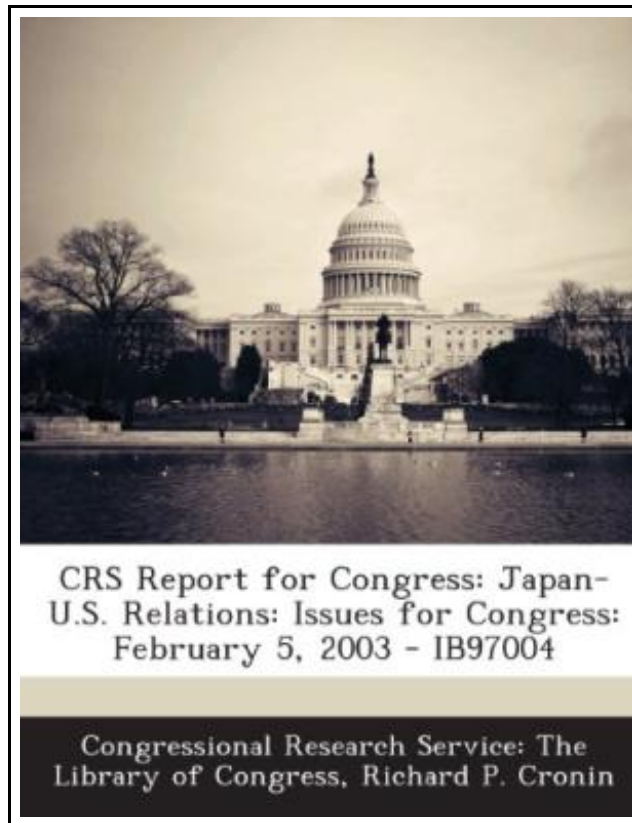 CRS Report for Congress: Japan-
U.S. Relations: Issues for Congress:
February 5, 2003 - IB97004
Congressional Research Service: The
Library of Congress, Richard P. Cronin